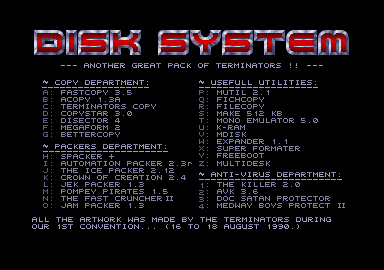 DISK SYSTEM
--- ANOTHER GREAT PACK OF TERMINATORS !! ---
~ COPY DEPARTMENT:
A: FASTCOPY 3.5
B: ACOPY 1.3A
C: TERMINATORS COPY
D: COPYSTAR 3.0
E: DISECTOR 4
F: MEGAFORM 2
G: BETTERCOPY
~ PACKERS DEPARTMENT:
H: SPACKER +
I: AUTOMATION PACKER 2.3r
J: THE ICE PACKER 2.12
K: CROWN OF CREATION 2.4
L: JEK PACKER 1.3
M: POMPEY PIRATES 1.5
N: THE FAST CRUNCHER II
O: JAM PACKER 1.3
~ USEFULL UTILITIES:
P: MUTIL 2.1
Q: FICHCOPY
R: FILECOPY
S: MAKE 512 KB
T: MONO EMULATOR 5.0
U: K-RAM
V: MDISK
W: EXPANDER 1.1
X: SUPER FORMATER
Y: FREEBOOT
Z: MULTIDESK
~ ANTI-VIRUS DEPARTMENT:
1: THE KILLER 2.0
2: AVK 3.6
3: DOC SATAN PROTECTOR
4: MEDWAY BOYS PROTECT II
ALL THE ARTWORK WAS MADE BY THE TERMINATORS DURING
OUR 1ST CONVENTION... (16 TO 18 AUGUST 1990.)